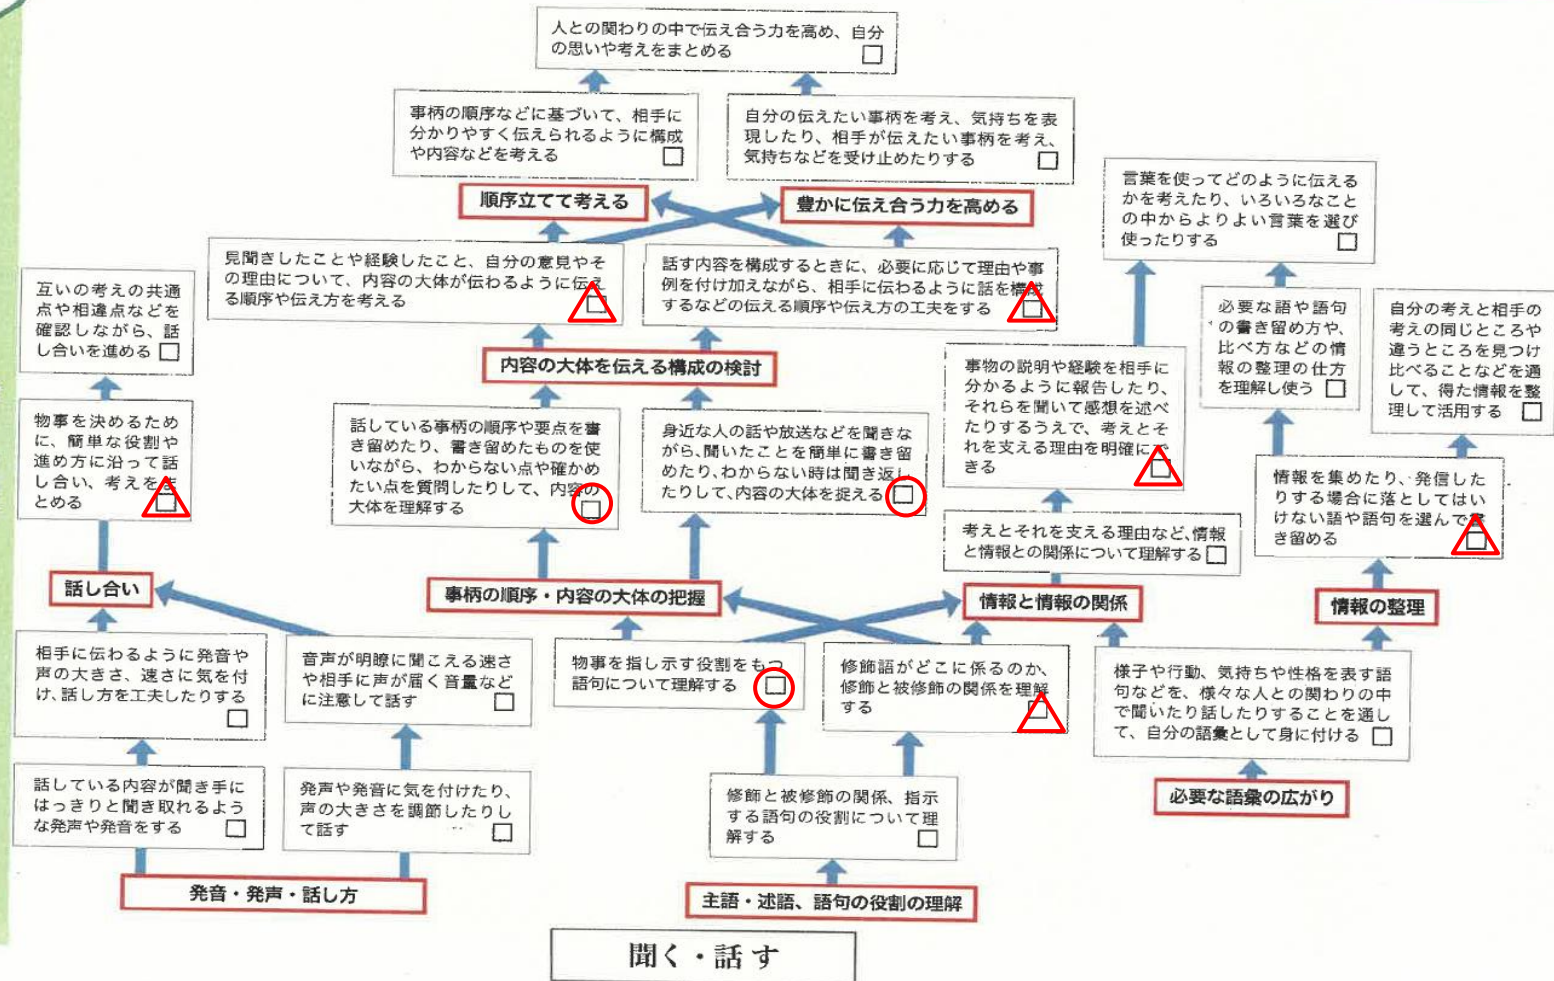 人との関わりの中で伝え合う力を高め、自分
の思いや考えをまとめる
事柄の順序などに基づいて、相手に
分かりやすく伝えられるように構成
や内容などを考える
自分の伝えたい事柄を考え、気持ちを表
現したり、相手が伝えたい事柄を考え、
気持ちなどを受け止めたりする
順序立てて考える
豊かに伝え合う力を高める
言葉を使ってどのように伝える
かを考えたり、いろいろなこと
の中からよりよい言葉を選び
使ったりする
見聞きしたことや経験したこと、自分の意見やそ
の理由について、内容の大体が伝わるように伝え
る順序や伝え方を考える
話す内容を構成するときに、必要に応じて理由や事
例を付け加えながら、相手に伝わるように話を構成
するなどの伝える順序や伝え方の工夫をする
互いの考えの共通
点や相違点などを
確認しながら、話
し合いを進める
必要な語や語句
の書き留め方や、
比べ方などの情
報の整理の仕方
を理解し使う
自分の考えと相手の
考えの同じところや
違うところを見つけ
比べることなどを通
して、得た情報を整
理して活用する
内容の大体を伝える構成の検討
事物の説明や経験を相手に
分かるように報告したり、
それらを聞いて感想を述べ
たりするうえで、考えとそ
れを支える理由を明確にで
きる
物事を決めるため
に、簡単な役割や
進め方に沿って話
し合い、考えをま
とめる
話している事柄の順序や要点を書
き留めたり、書き留めたものを使
いながら、わからない点や確かめ
たい点を質問したりして、内容の
大体を理解する
身近な人の話や放送などを聞きな
がら、聞いたことを簡単に書き留
めたり、わからない時は聞き返し
たりして、内容の大体を捉える
情報を集めたり、発信した
りする場合に落としてはい
けない語や語句を選んで書
き留める
考えとそれを支える理由など、情報
と情報との関係について理解する
話し合い
事柄の順序・内容の大体の把握
情報と情報の関係
情報の整理
相手に伝わるように発音や
声の大きさ、速さに気を付
け、話し方を工夫したりする
音声が明瞭に聞こえる速さ
や相手に声が届く音量など
に注意して話す
物事を指し示す役割をもつ
語句について理解する
修飾語がどこに係るのか、
修飾と被修飾の関係を理解
する
様子や行動、気持ちや性格を表す語
句などを、様々な人との関わりの中
で聞いたり話したりすることを通し
て、自分の語彙として身に付ける
話している内容が聞き手に
はっきりと聞き取れるよう
な発声や発音をする
発声や発音に気を付けたり、
声の大きさを調節したりし
て話す
修飾と被修飾の関係、指示
する語句の役割について理
解する
必要な語彙の広がり
発音・発声・話し方
主語・述語、語句の役割の理解
聞く・話す